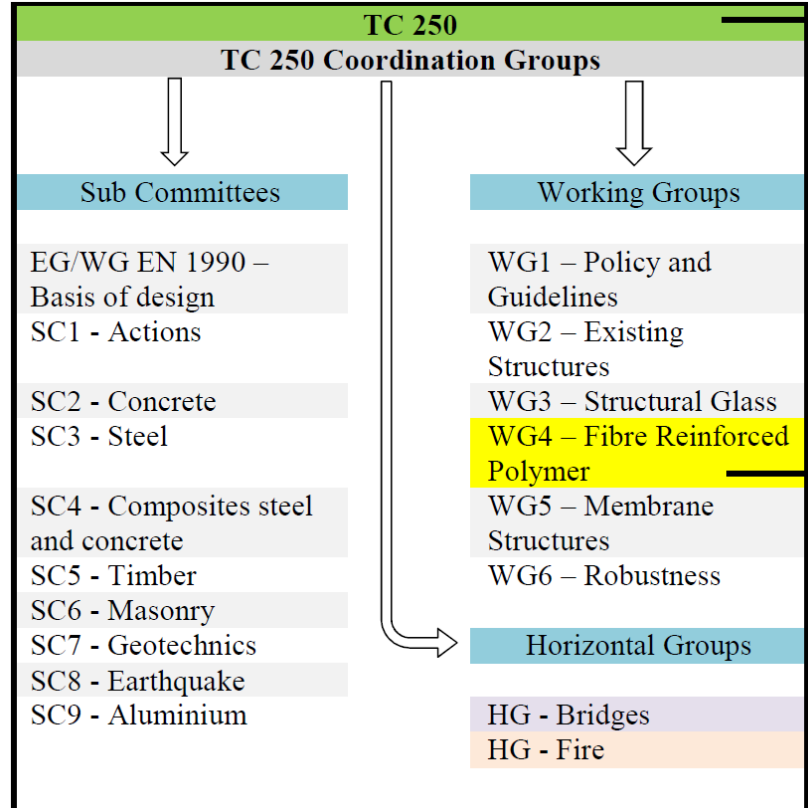 TC 250
TC 250 Coordination Groups
Sub Committees
EG/WG EN 1990 –
Basis of design
SC1 - Actions
SC2 - Concrete
SC3 - Steel
SC4 - Composites steel
and concrete
SC5 - Timber
SC6 - Masonry
SC7 - Geotechnics
SC8 - Earthquake
SC9 - Aluminium
Working Groups
WG1 – Policy and
Guidelines
WG2 – Existing
Structures
WG3 – Structural Glass
WG4 – Fibre Reinforced
Polymer
WG5 – Membrane
Structures
WG6 – Robustness
Horizontal Groups
HG - Bridges
HG - Fire